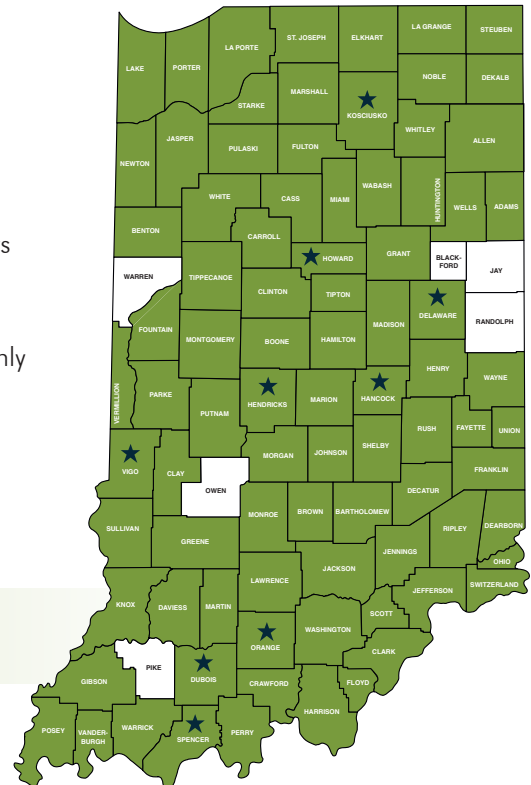 LA GRANGE
STEUBEN
ST. JOSEPH
ELKHART
LA PORTE
LAKE
PORTER
NOBLE
DEKALB
MARSHALL
STARKE
KOSCIUSKO
WHITLEY
ALLEN
JASPER
NEWTON
PULASKI
FULTON
WABASH
HUNTINGTON
WHITE
CASS
MIAMI
WELLS
ADAMS
BENTON
CARROLL
s
HOWARD
GRANT
BLACK-
FORD
JAY
WARREN
TIPPECANOE
CLINTON
TIPTON
DELAWARE
RANDOLPH
FOUNTAIN
MADISON
MONTGOMERY
BOONE
HAMILTON
nly
HENRY
WAYNE
VERMILLION
PARKE
PUTNAM
HENDRICKS
MARION
HANCOCK
RUSH
FAYETTE
UNION
SHELBY
MORGAN
JOHNSON
VIGO
CLAY
FRANKLIN
OWEN
DECATUR
MONROE
BROWN
BARTHOLOMEW
SULLIVAN
GREENE
RIPLEY
DEARBORN
JENNINGS
OHIO
JACKSON
LAWRENCE
JEFFERSON
SWITZERLAND
KNOX
DAVIESS
MARTIN
SCOTT
WASHINGTON
ORANGE
CLARK
PIKE
DUBOIS
GIBSON
CRAWFORD
FLOYD
HARRISON
POSEY
VANDER-
BURGH
WARRICK
SPENCER
PERRY